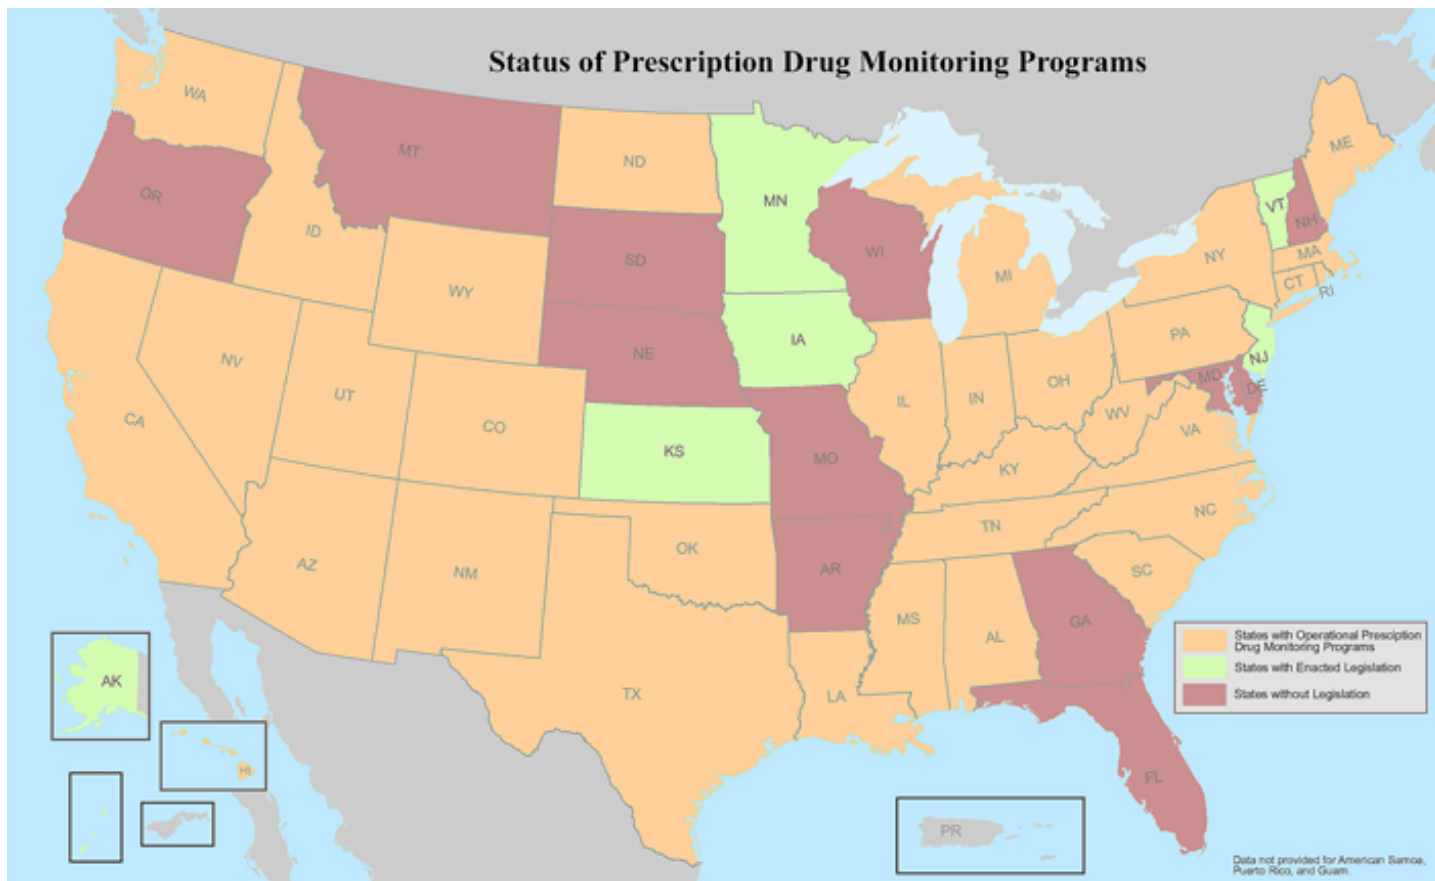 Status of Prescription Drug Monitoring Programs
WA
MT
ND
ME
OR
MN
VT
NH
ID
WI
SD
NY
MA
MI
CT
WY
RI
PA
IA
NE
NJ
NV
MD
OH
DE
UT
IL
IN
WV
CA
CO
VA
KS
MO
KY
NC
TN
OK
AZ
NM
AR
SC
MS
GA
AL
States with Operational Presciption
Drug Monitoring Programs
States with Enacted Legislation
AK
TX
LA
States without Legislation
HI
FL
PR
Data not provided for American Samoa,
Puerto Rico, and Guam.